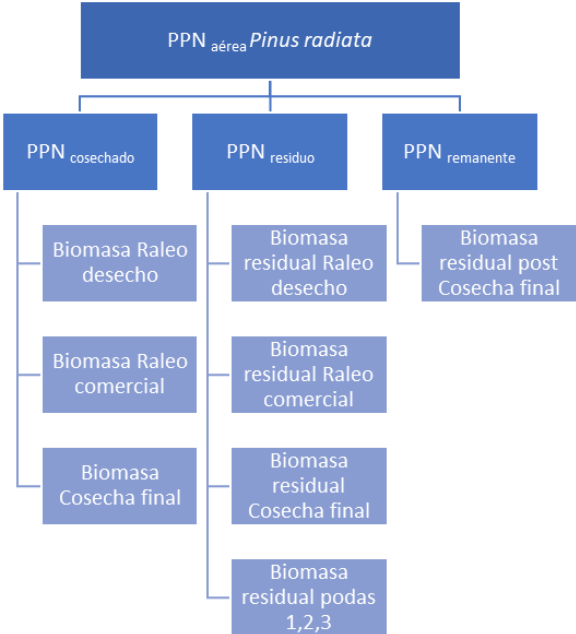 PPN aérea Pinus radiata
PPN cosechado
PPN residuo
PPN remanente
Biomasa Raleo
desecho
Biomasa Raleo
comercial
Biomasa
Cosecha final
Biomasa
residual Raleo
desecho
Biomasa
residual Raleo
comercial
Biomasa
residual
Cosecha final
Biomasa
residual podas
1,2,3
Biomasa
residual post
Cosecha final